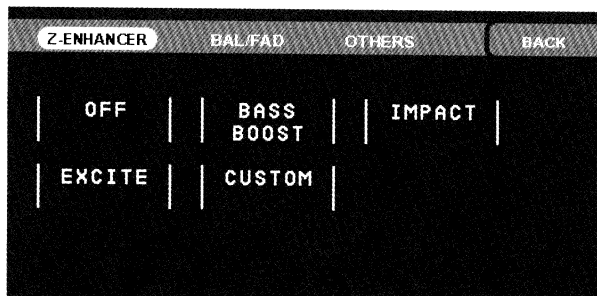 Z-ENHANCER BAL/FAD OTHERS BACK
OFF BASS BOOST IMPACT
EXCITE CUSTOM